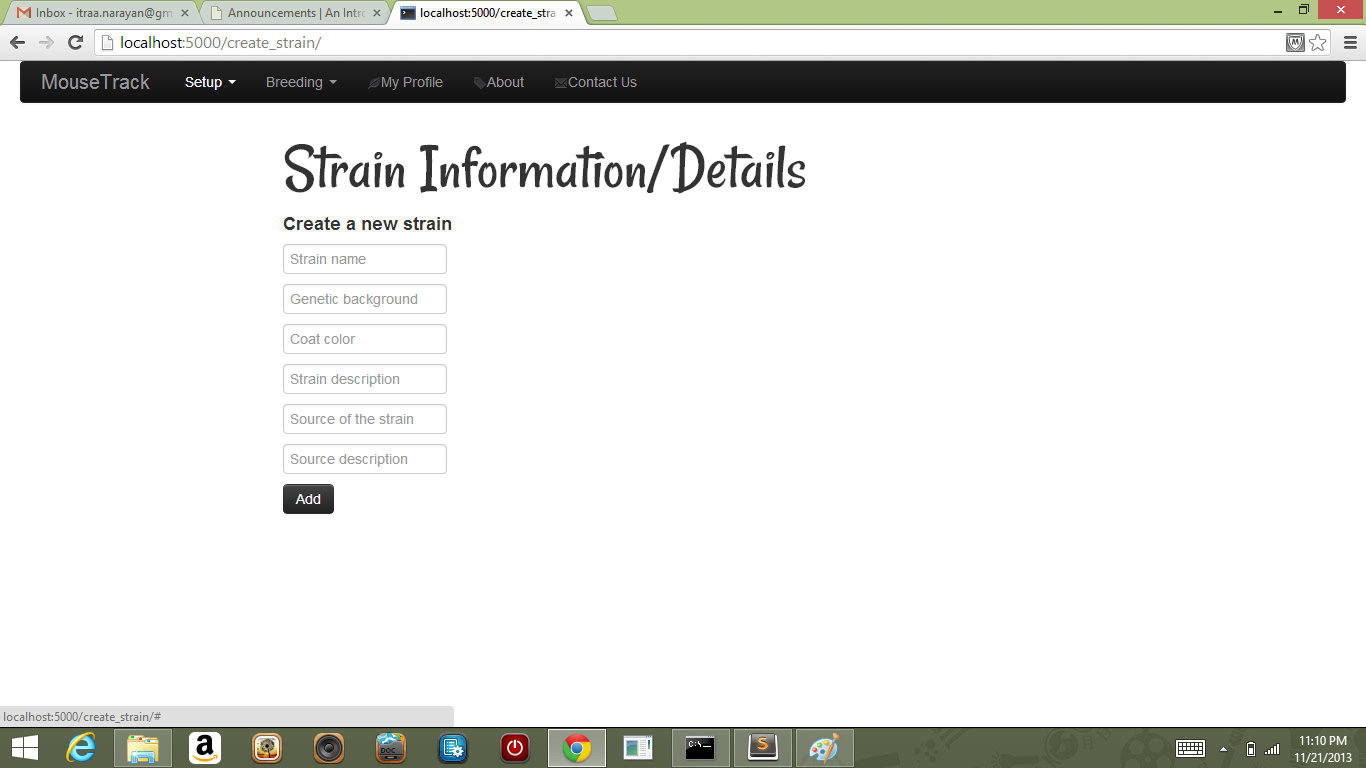 Inbox - itraa.narayan@gm
Announcements | An Intro
localhost:5000/create_stra
localhost:5000/create_strain/
MouseTrack Setup Breeding My Profile About Contact Us
Strain Information/Details
Create a new strain
Strain name
Genetic background
Coat color
Strain description
Source of the strain
Source description
Add
localhost:5000/create_strain/#
DOC
C:\._
S
11:10 PM
11/21/2013